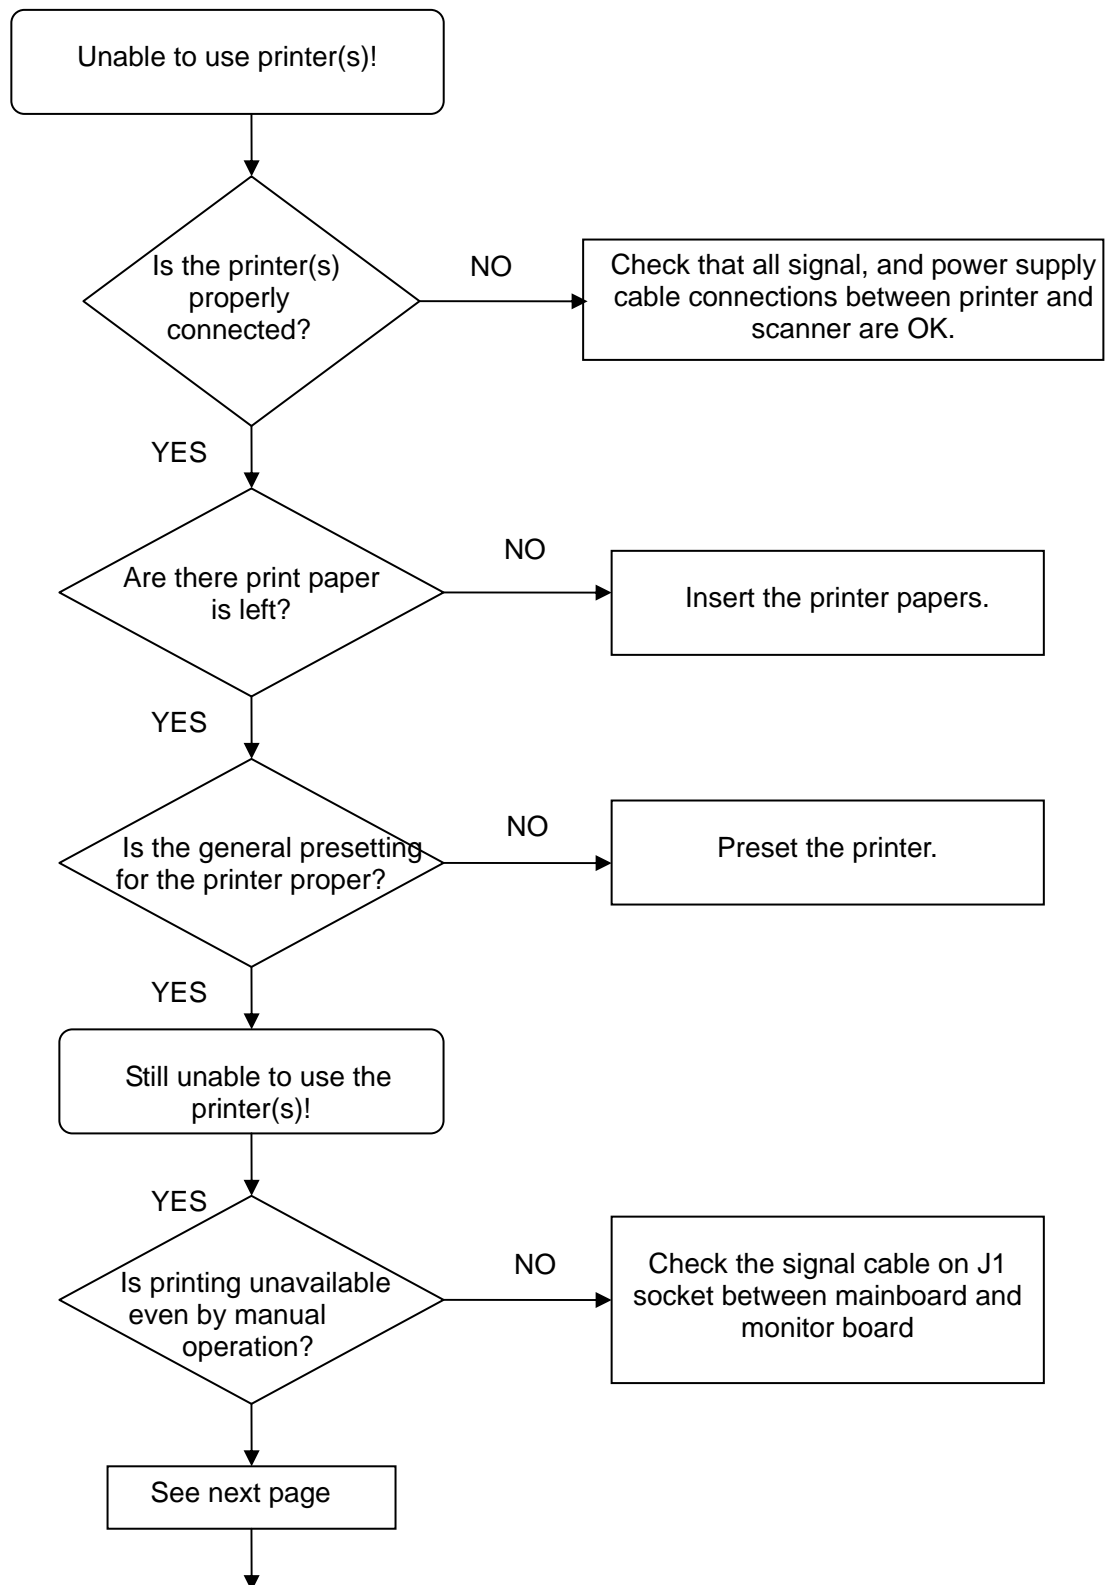 Unable to use printer(s)!
Is the printer(s)
properly
connected?
NO
Check that all signal, and power supply
cable connections between printer and
scanner are OK.
YES
Are there print paper
is left?
NO
Insert the printer papers.
YES
Is the general presetting
for the printer proper?
NO
Preset the printer.
YES
Still unable to use the
printer(s)!
YES
Is printing unavailable
even by manual
operation?
NO
Check the signal cable on J1
socket between mainboard and
monitor board
See next page